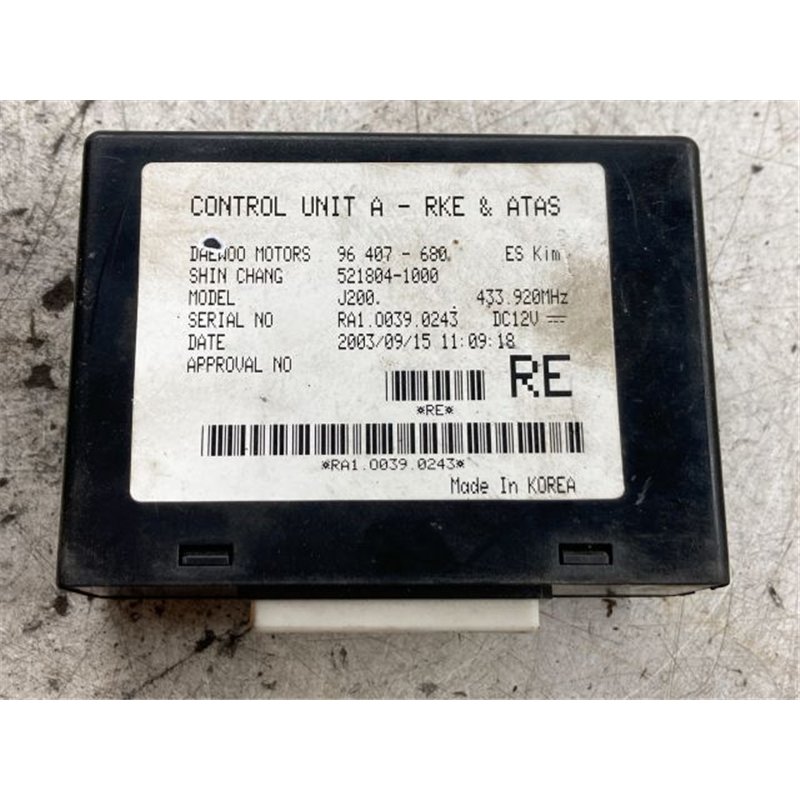 CONTROL UNIT A - RKE & ATAS
DAEWOO MOTORS 96 407 - 680. ES Kim
SHIN CHANG 521804-1000
MODEL J200. 433.920MHz
SERIAL NO RA1.0039.0243 DC12V ⎓
DATE 2003/09/15 11:09:18
APPROVAL NO
RE
*RE*
*RA1.0039.0243*
Made In KOREA